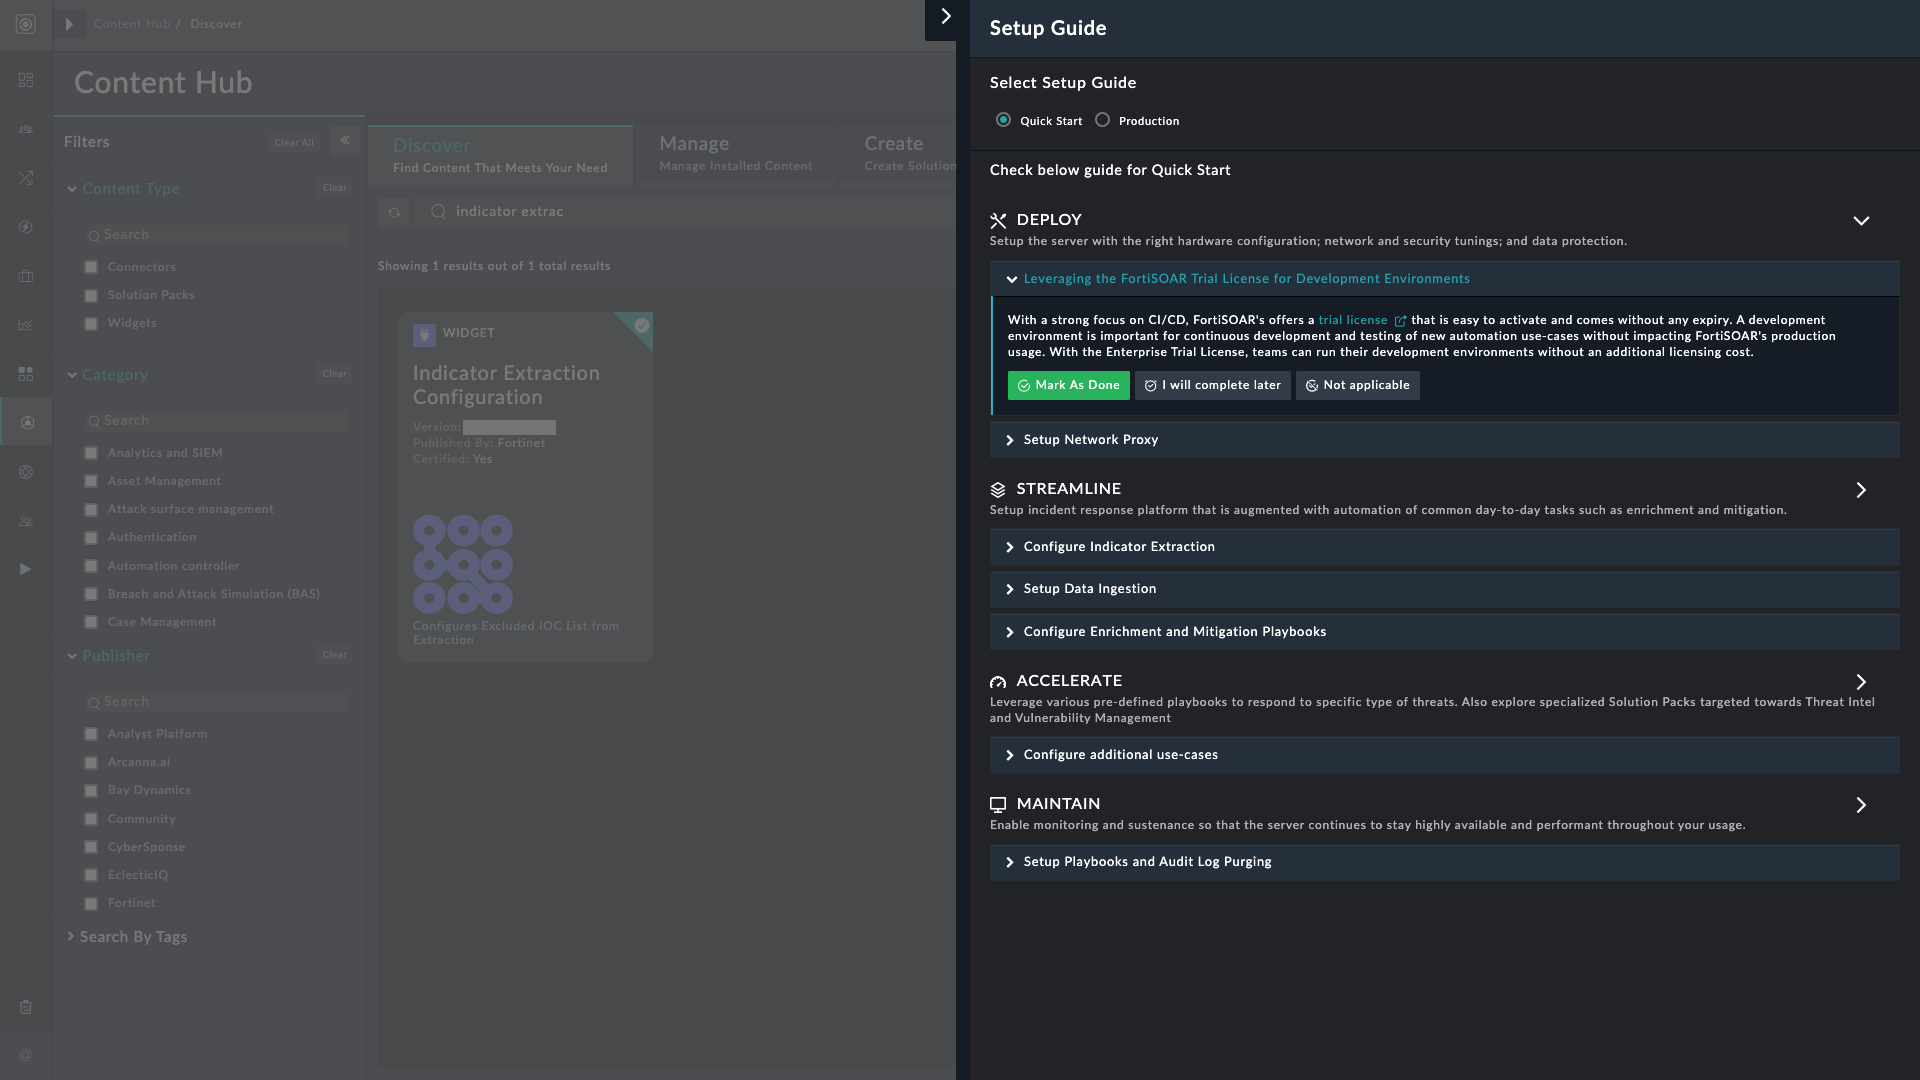 Content Hub / Discover
Content Hub
Filters
Clear All
Content Type
Clear
Search
Connectors
Solution Packs
Widgets
Category
Clear
Search
Analytics and SIEM
Asset Management
Attack surface management
Authentication
Automation controller
Breach and Attack Simulation (BAS)
Case Management
Publisher
Clear
Search
Analyst Platform
Arcanna.ai
Bay Dynamics
Community
CyberSponse
EclecticIQ
Fortinet
Search By Tags
Discover
Find Content That Meets Your Need
Manage
Manage Installed Content
Create
Create Solution
indicator extrac
Showing 1 results out of 1 total results
WIDGET
Indicator Extraction
Configuration
Version:
Published By: Fortinet
Certified: Yes
Configures Excluded IOC List from
Extraction
Setup Guide
Select Setup Guide
Quick Start
Production
Check below guide for Quick Start
DEPLOY
Setup the server with the right hardware configuration; network and security tunings; and data protection.
Leveraging the FortiSOAR Trial License for Development Environments
With a strong focus on CI/CD, FortiSOAR's offers a trial license that is easy to activate and comes without any expiry. A development
environment is important for continuous development and testing of new automation use-cases without impacting FortiSOAR's production
usage. With the Enterprise Trial License, teams can run their development environments without an additional licensing cost.
Mark As Done
I will complete later
Not applicable
Setup Network Proxy
STREAMLINE
Setup incident response platform that is augmented with automation of common day-to-day tasks such as enrichment and mitigation.
Configure Indicator Extraction
Setup Data Ingestion
Configure Enrichment and Mitigation Playbooks
ACCELERATE
Leverage various pre-defined playbooks to respond to specific type of threats. Also explore specialized Solution Packs targeted towards Threat Intel
and Vulnerability Management
Configure additional use-cases
MAINTAIN
Enable monitoring and sustenance so that the server continues to stay highly available and performant throughout your usage.
Setup Playbooks and Audit Log Purging